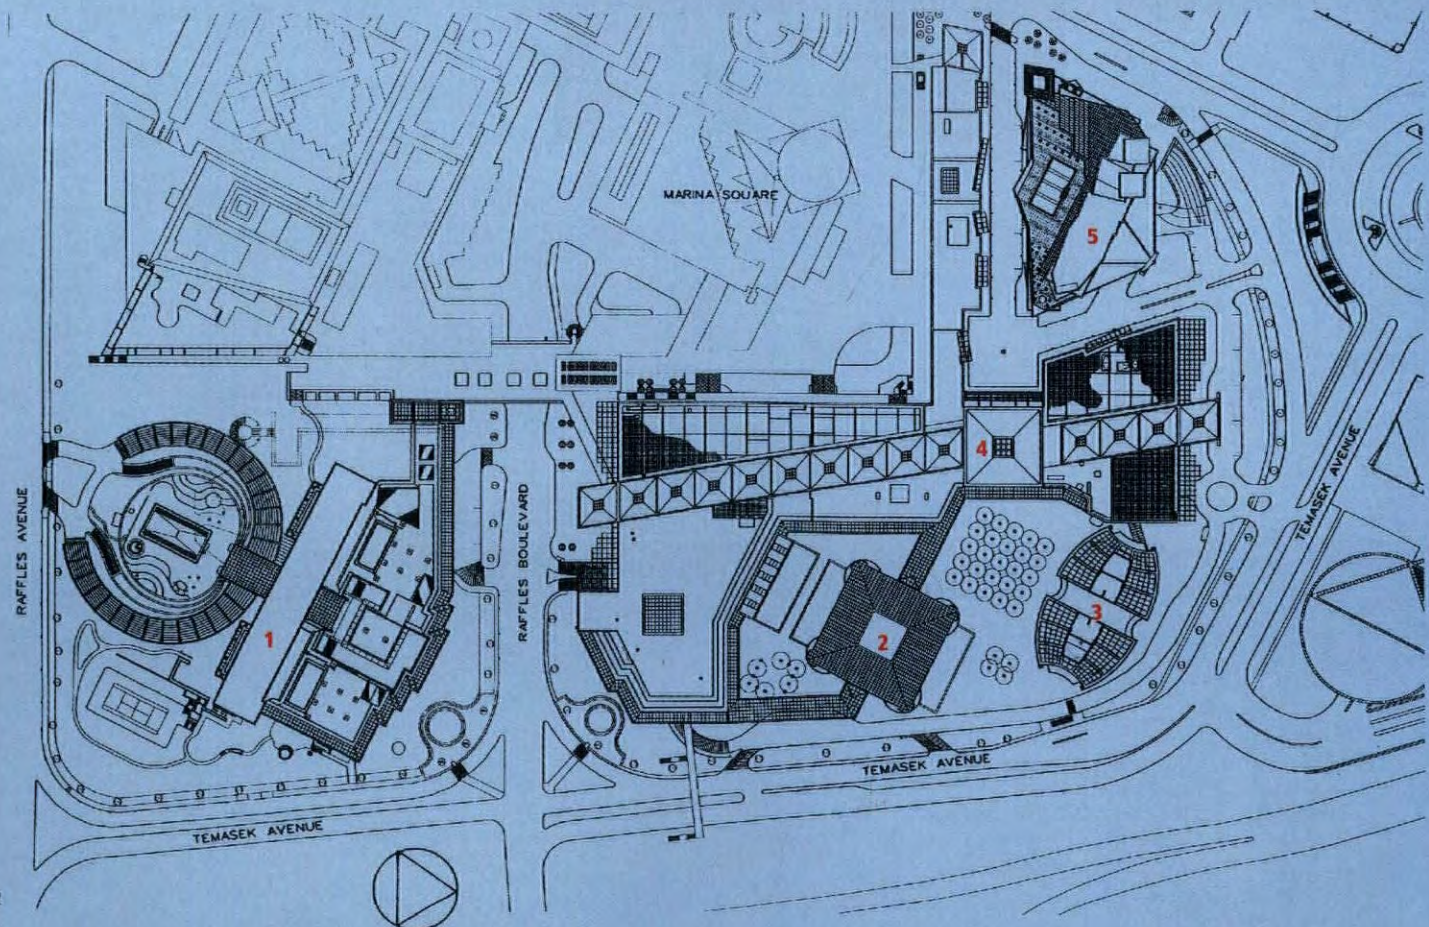 MARINA SQUARE
5
4
3
2
1
RAFFLES AVENUE
RAFFLES BOULEVARD
TEMASEK AVENUE
TEMASEK AVENUE
TEMASEK AVENUE